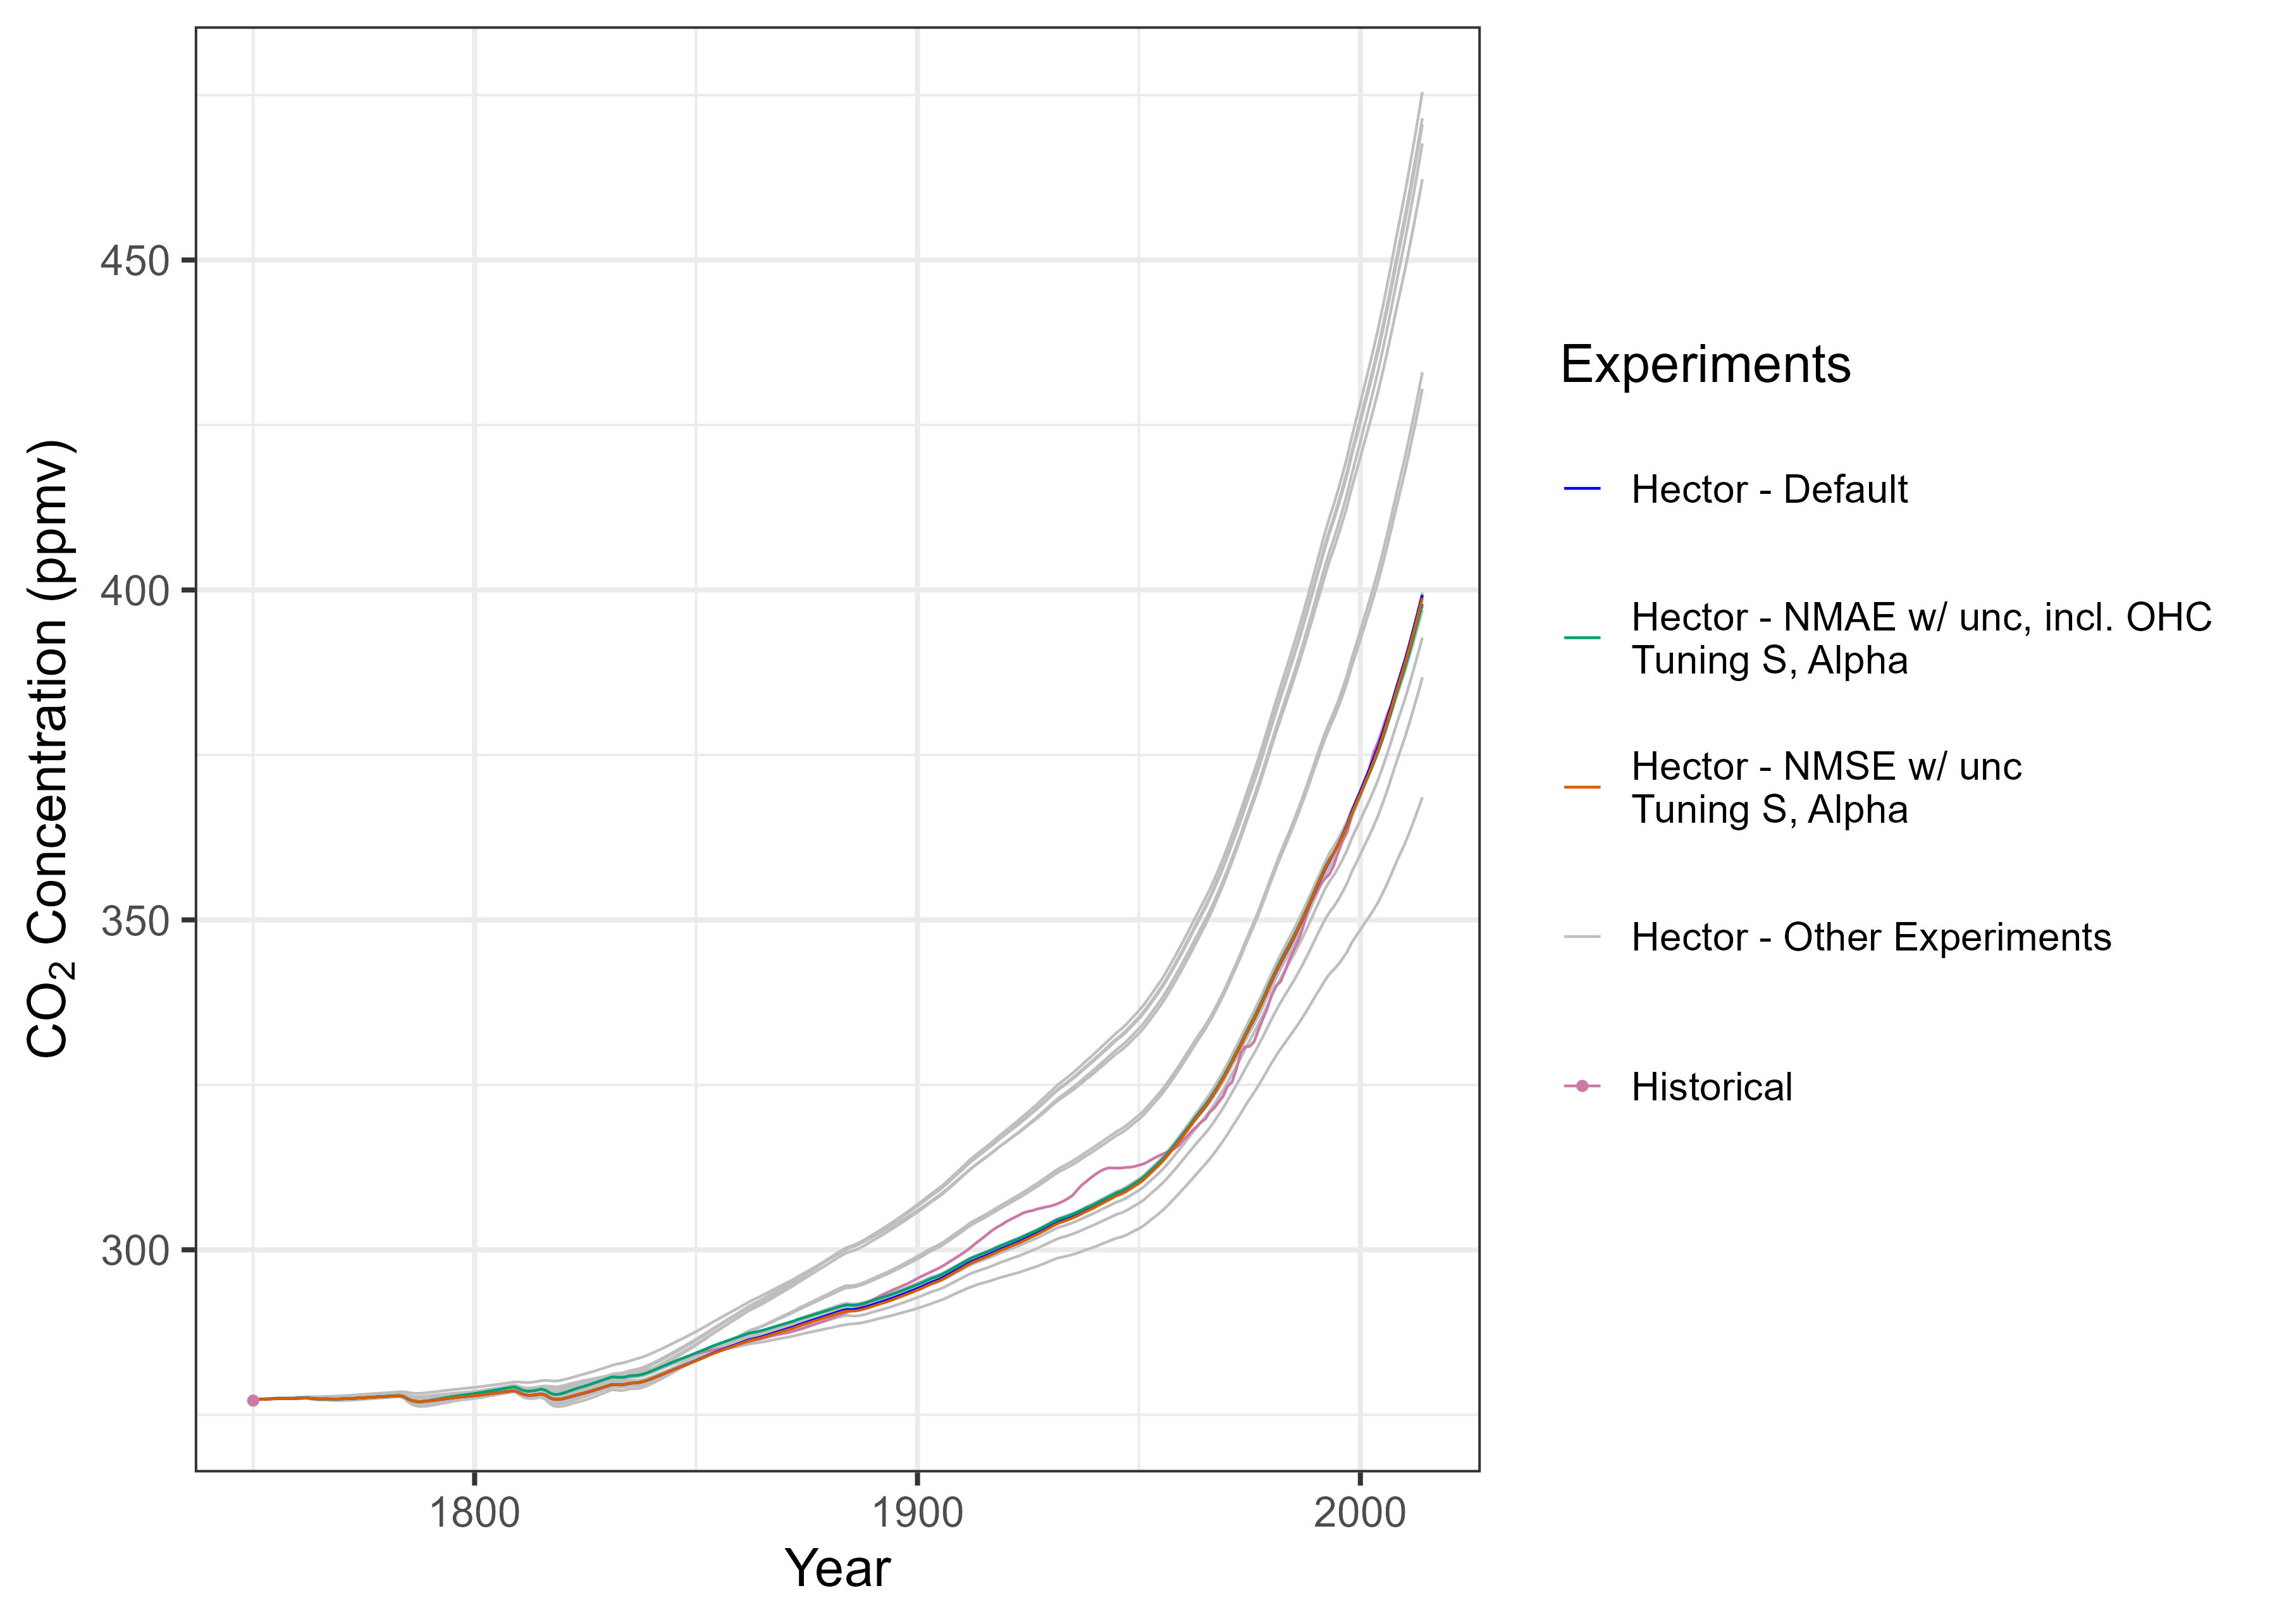 CO2 Concentration (ppmv)
450
400
350
300
1800
1900
2000
Year
Experiments
Hector - Default
Hector - NMAE w/ unc, incl. OHC
Tuning S, Alpha
Hector - NMSE w/ unc
Tuning S, Alpha
Hector - Other Experiments
Historical